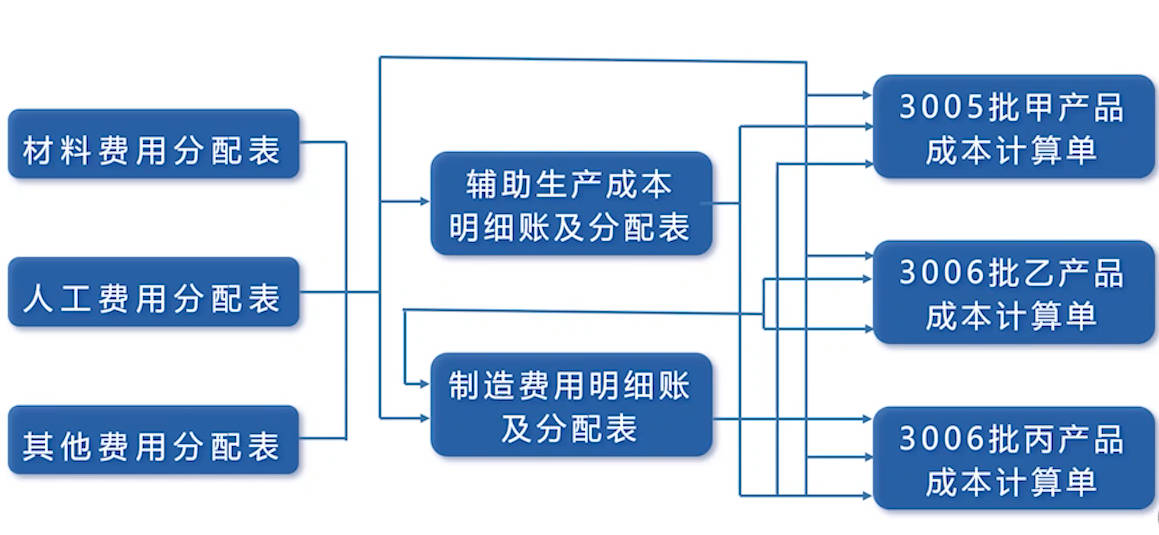 材料费用分配表
人工费用分配表
其他费用分配表
辅助生产成本
明细账及分配表
制造费用明细账
及分配表
3005批甲产品
成本计算单
3006批乙产品
成本计算单
3006批丙产品
成本计算单